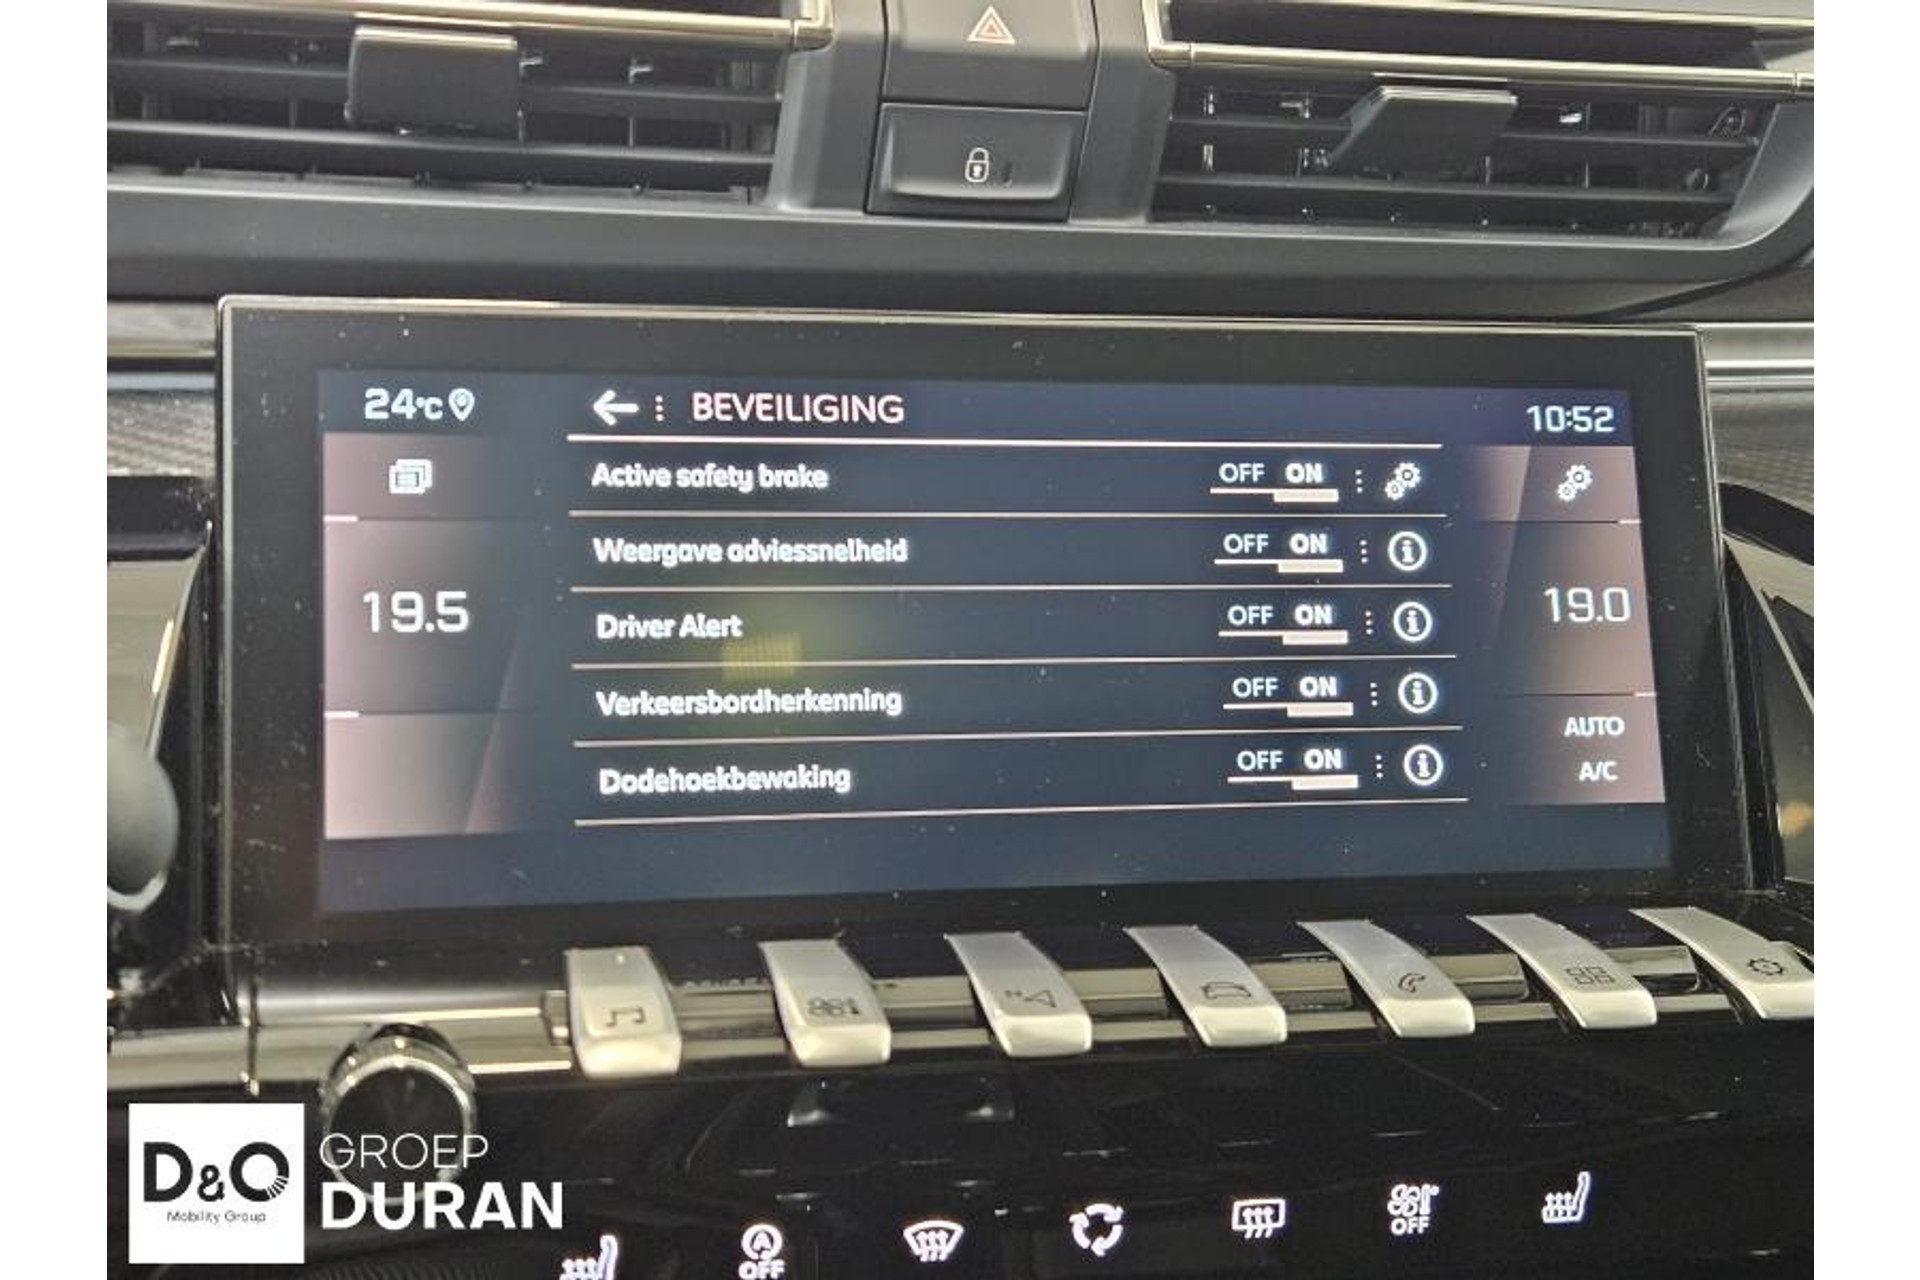 24°C
BEVEILIGING
10:52
Active safety brake OFF ON
Weergave adviessnelheid OFF ON
Driver Alert OFF ON
Verkeersbordherkenning OFF ON
Dodehoekbewaking OFF ON
19.5
19.0
AUTO
A/C
A OFF
OFF
D&O
Mobility Group
GROEP
DURAN